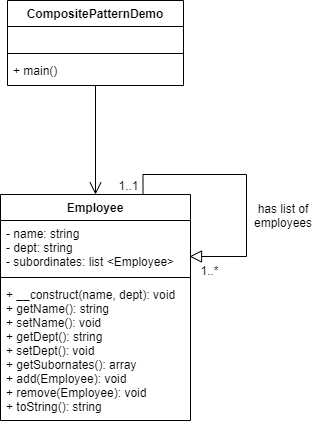 CompositePatternDemo
+ main()
1..1
Employee
has list of
employees
- name: string
- dept: string
- subordinates: list <Employee>
1..*
+ __construct(name, dept): void
+ getName(): string
+ setName(): void
+ getDept(): string
+ setDept(): void
+ getSubornates(): array
+ add(Employee): void
+ remove(Employee): void
+ toString(): string